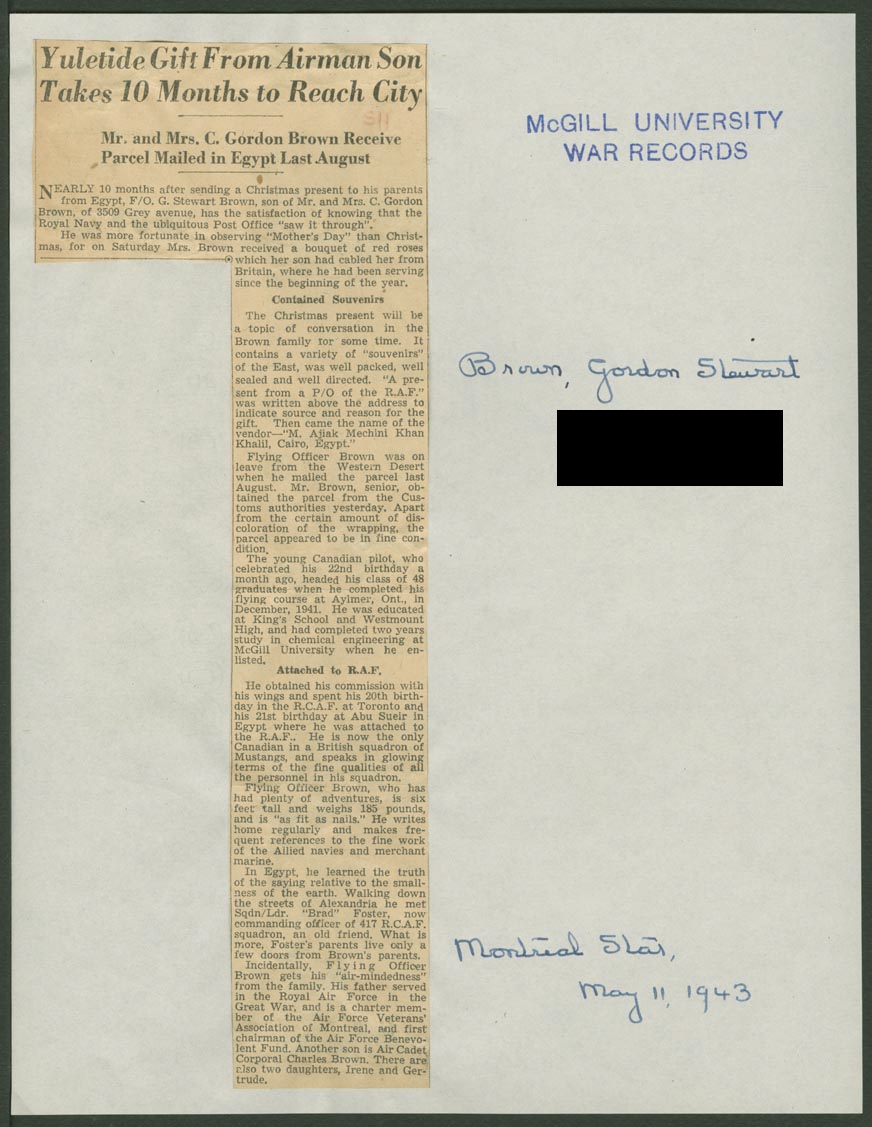 Yuletide Gift From Airman Son
Takes 10 Months to Reach City
S11
Mr. and Mrs. C. Gordon Brown Receive
Parcel Mailed in Egypt Last August
NEARLY 10 months after sending a Christmas present to his parents
from Egypt, F/O. G. Stewart Brown, son of Mr. and Mrs. C. Gordon
Brown, of 3509 Grey avenue, has the satisfaction of knowing that the
Royal Navy and the ubiquitous Post Office "saw it through".
He was more fortunate in observing "Mother's Day" than Christ-
mas, for on Saturday Mrs. Brown received a bouquet of red roses
which her son had cabled her from
Britain, where he had been serving
since the beginning of the year.
Contained Souvenirs
The Christmas present will be
a topic of conversation in the
Brown family for some time. It
contains a variety of "souvenirs"
of the East, was well packed, well
sealed and well directed. "A pre-
sent from a P/O of the R.A.F."
was written above the address to
indicate source and reason for the
gift. Then came the name of the
vendor—"M. Ajiak Mechini Khan
Khalil, Cairo, Egypt."
Flying Officer Brown was on
leave from the Western Desert
when he mailed the parcel last
August. Mr. Brown, senior, ob-
tained the parcel from the Cus-
toms authorities yesterday. Apart
from the certain amount of dis-
coloration of the wrapping, the
parcel appeared to be in fine con-
dition.
The young Canadian pilot, who
celebrated his 22nd birthday a
month ago, headed his class of 48
graduates when he completed his
flying course at Aylmer, Ont., in
December, 1941. He was educated
at King's School and Westmount
High, and had completed two years
study in chemical engineering at
McGill University when he en-
listed.
Attached to R.A.F.
He obtained his commission with
his wings and spent his 20th birth-
day in the R.C.A.F. at Toronto and
his 21st birthday at Abu Sueir in
Egypt where he was attached to
the R.A.F.. He is now the only
Canadian in a British squadron of
Mustangs, and speaks in glowing
terms of the fine qualities of all
the personnel in his squadron.
Flying Officer Brown, who has
had plenty of adventures, is six
feet tall and weighs 185 pounds,
and is "as fit as nails." He writes
home regularly and makes fre-
quent references to the fine work
of the Allied navies and merchant
marine.
In Egypt, he learned the truth
of the saying relative to the small-
ness of the earth. Walking down
the streets of Alexandria he met
Sqdn/Ldr. "Brad" Foster, now
commanding officer of 417 R.C.A.F.
squadron, an old friend. What is
more, Foster's parents live only a
few doors from Brown's parents.
Incidentally, Flying Officer
Brown gets his "air-mindedness"
from the family. His father served
in the Royal Air Force in the
Great War, and is a charter mem-
ber of the Air Force Veterans'
Association of Montreal, and first
chairman of the Air Force Benevo-
lent Fund. Another son is Air Cadet
Corporal Charles Brown. There are
also two daughters, Irene and Ger-
trude.
McGILL UNIVERSITY
WAR RECORDS
Brown, Gordon Stewart
Montreal Star,
May 11, 1943